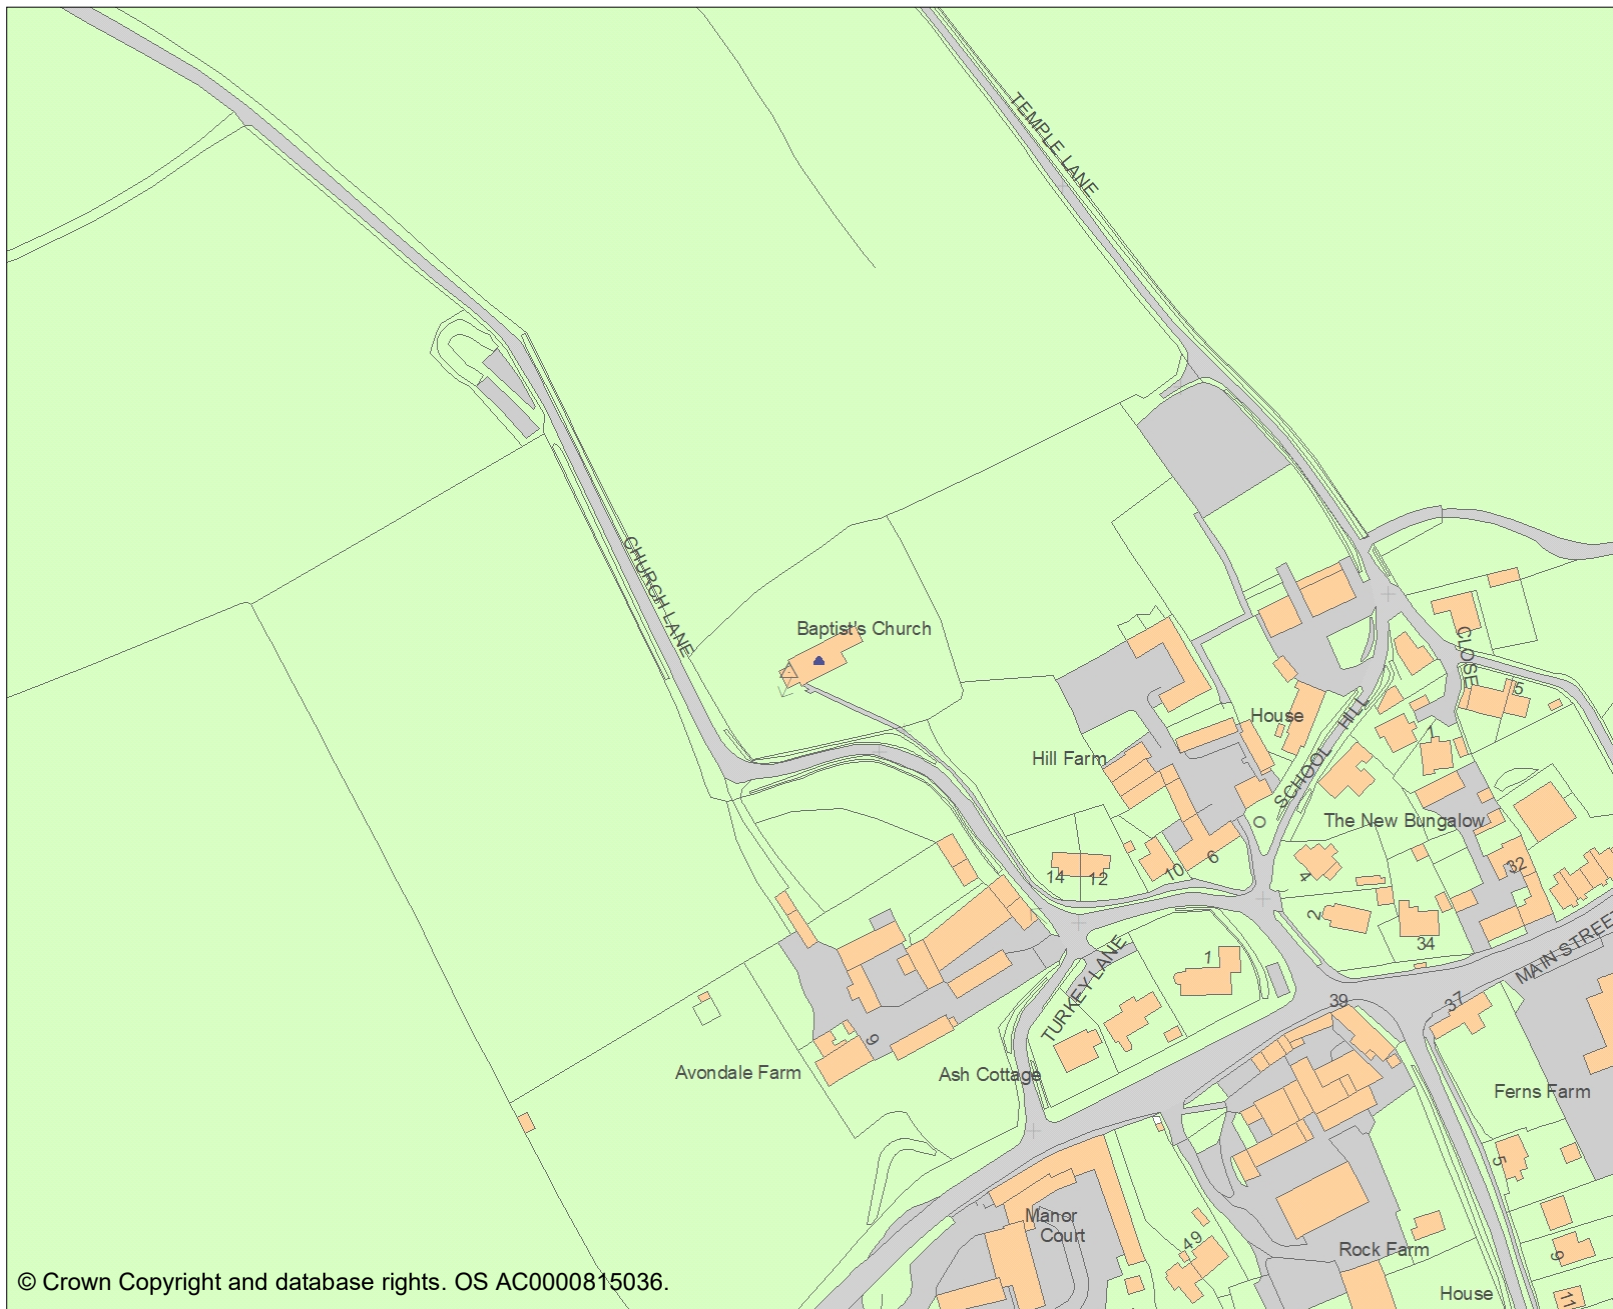 TEMPLE LANE
CHURCH LANE
Baptist's Church
CLOSE
5
House
SCHOOL HILL
1
Hill Farm
The New Bungalow
14
12
10
6
4
32
2
34
1
TURKEY LANE
MAIN STREET
39
37
9
Avondale Farm
Ash Cottage
Ferns Farm
5
Manor
Court
49
Rock Farm
9
House
11
© Crown Copyright and database rights. OS AC0000815036.